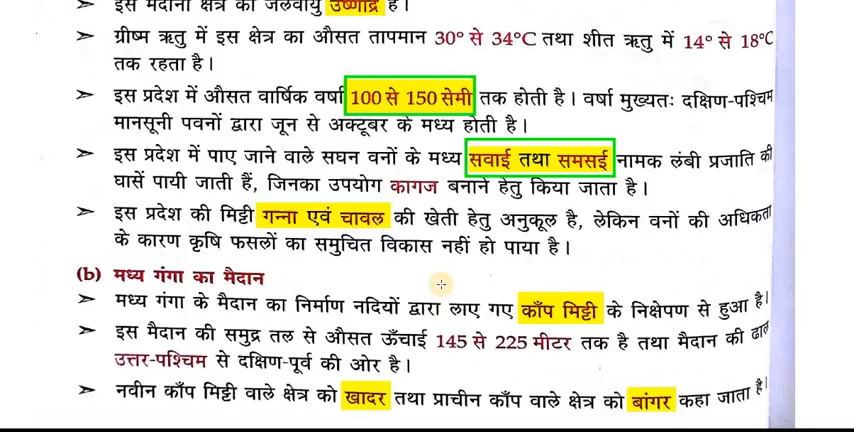 ➢ इस मैदानी क्षेत्र की जलवायु उष्णार्द्र है।
➢ ग्रीष्म ऋतु में इस क्षेत्र का औसत तापमान 30° से 34°C तथा शीत ऋतु में 14° से 18°C
तक रहता है।
➢ इस प्रदेश में औसत वार्षिक वर्षा 100 से 150 सेमी तक होती है। वर्षा मुख्यतः दक्षिण-पश्चिम
मानसूनी पवनों द्वारा जून से अक्टूबर के मध्य होती है।
➢ इस प्रदेश में पाए जाने वाले सघन वनों के मध्य सवाई तथा समसई नामक लंबी प्रजाति की
घासें पायी जाती हैं, जिनका उपयोग कागज बनाने हेतु किया जाता है।
➢ इस प्रदेश की मिट्टी गन्ना एवं चावल की खेती हेतु अनुकूल है, लेकिन वनों की अधिकता
के कारण कृषि फसलों का समुचित विकास नहीं हो पाया है।
(b) मध्य गंगा का मैदान
➢ मध्य गंगा के मैदान का निर्माण नदियों द्वारा लाए गए काँप मिट्टी के निक्षेपण से हुआ है।
➢ इस मैदान की समुद्र तल से औसत ऊँचाई 145 से 225 मीटर तक है तथा मैदान की ढाल
उत्तर-पश्चिम से दक्षिण-पूर्व की ओर है।
➢ नवीन काँप मिट्टी वाले क्षेत्र को खादर तथा प्राचीन काँप वाले क्षेत्र को बांगर कहा जाता है।